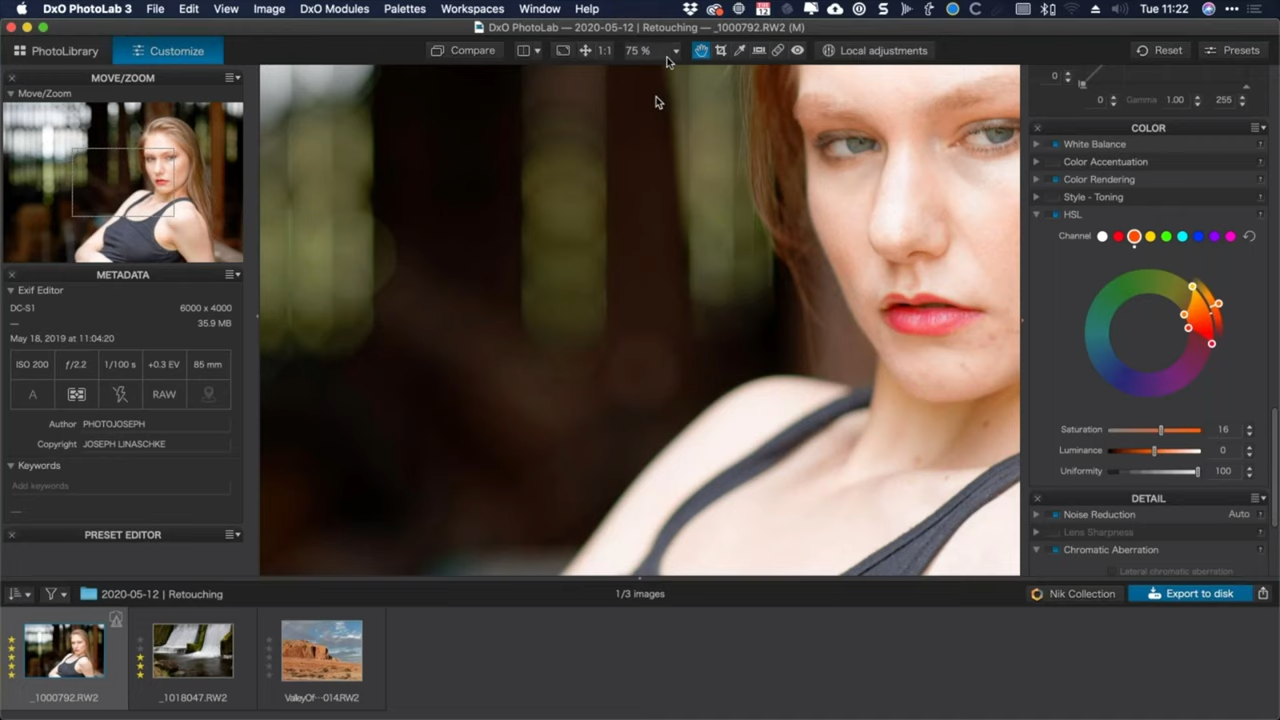 DxO PhotoLab 3 File Edit View Image DxO Modules Palettes Workspaces Window Help Tue 11:22
DxO PhotoLab — 2020-05-12 | Retouching — _1000792.RW2 (M)
PhotoLibrary Customize Compare 1:1 75 % Local adjustments Reset Presets
MOVE/ZOOM
Move/Zoom
METADATA
Exif Editor
DC-S1 6000 x 4000
— 35.9 MB
May 18, 2019 at 11:04:20
ISO 200 ƒ/2.2 1/100 s +0.3 EV 85 mm
A RAW
Author PHOTOJOSEPH
Copyright JOSEPH LINASCHKE
Keywords
Add keywords
—
PRESET EDITOR
0
0 Gamma 1.00 255
COLOR
White Balance ?
Color Accentuation ?
Color Rendering ?
Style - Toning ?
HSL ?
Channel
Saturation 16
Luminance 0
Uniformity 100
DETAIL
Noise Reduction Auto ?
Lens Sharpness ?
Chromatic Aberration ?
Lateral chromatic aberration
2020-05-12 | Retouching 1/3 images Nik Collection Export to disk
_1000792.RW2 _1018047.RW2 ValleyOf···014.RW2